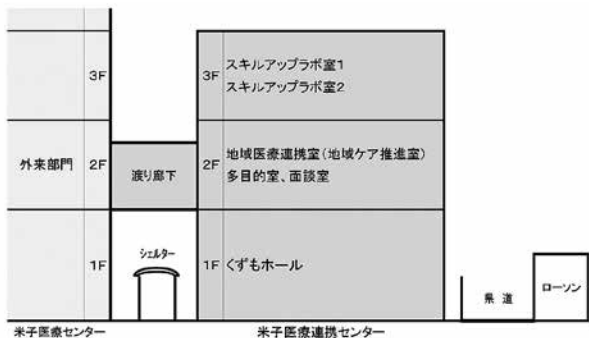 3F
3F
スキルアップラボ室1
スキルアップラボ室2
外来部門
2F
渡り廊下
2F
地域医療連携室(地域ケア推進室)
多目的室、面談室
1F
シェルター
1F
くずもホール
県道
ローソン
米子医療センター
米子医療連携センター